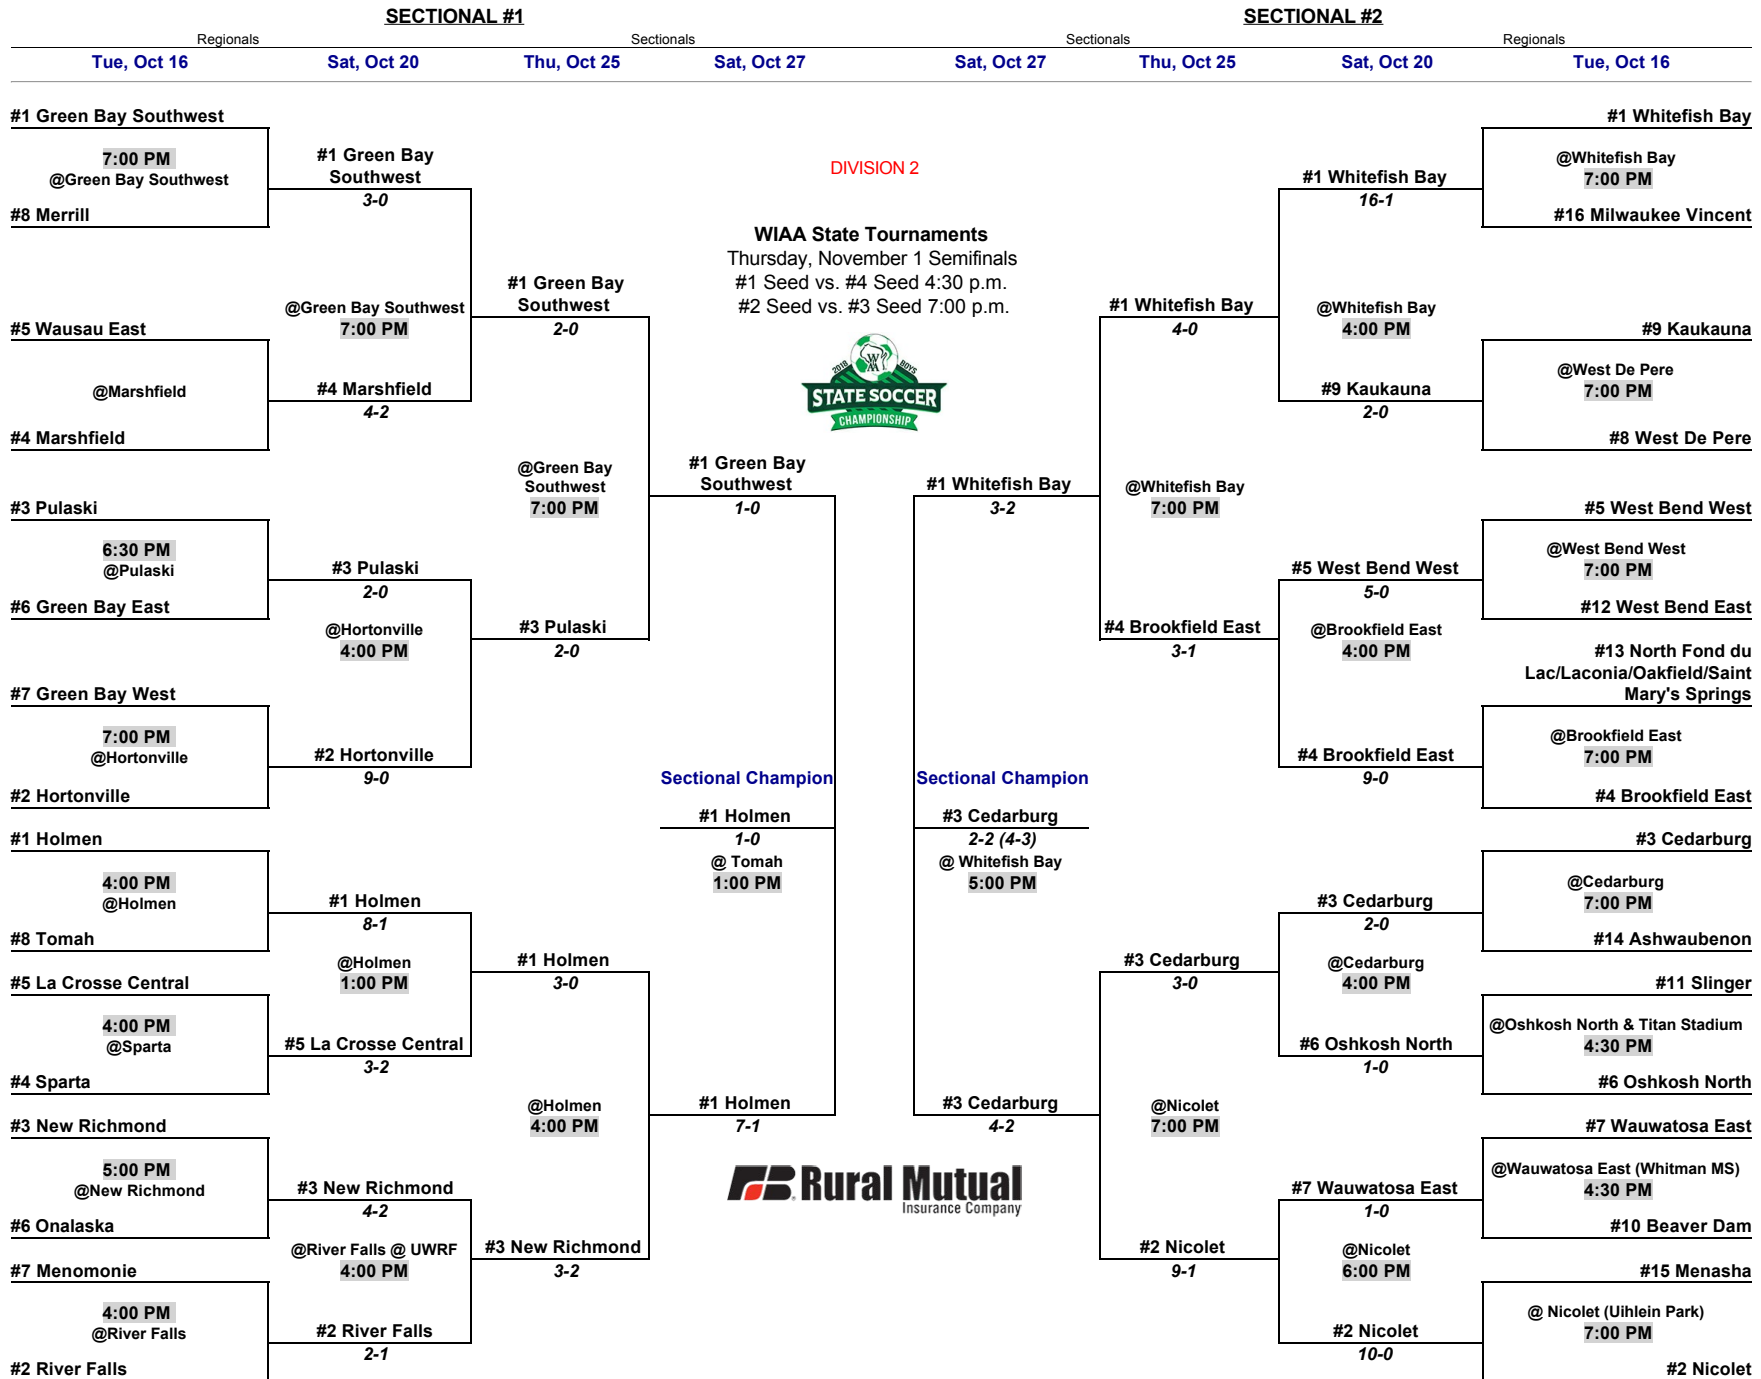 SECTIONAL #1
SECTIONAL #2
Regionals
Sectionals
Sectionals
Regionals
Tue, Oct 16
Sat, Oct 20
Thu, Oct 25
Sat, Oct 27
Sat, Oct 27
Thu, Oct 25
Sat, Oct 20
Tue, Oct 16
#1 Green Bay Southwest
7:00 PM
@Green Bay Southwest
#8 Merrill
#5 Wausau East
@Marshfield
#4 Marshfield
#3 Pulaski
6:30 PM
@Pulaski
#6 Green Bay East
#7 Green Bay West
7:00 PM
@Hortonville
#2 Hortonville
#1 Holmen
4:00 PM
@Holmen
#8 Tomah
#5 La Crosse Central
4:00 PM
@Sparta
#4 Sparta
#3 New Richmond
5:00 PM
@New Richmond
#6 Onalaska
#7 Menomonie
4:00 PM
@River Falls
#2 River Falls
#1 Green Bay
Southwest
3-0
@Green Bay Southwest
7:00 PM
#4 Marshfield
4-2
#3 Pulaski
2-0
@Hortonville
4:00 PM
#2 Hortonville
9-0
#1 Holmen
8-1
@Holmen
1:00 PM
#5 La Crosse Central
3-2
#3 New Richmond
4-2
@River Falls @ UWRF
4:00 PM
#2 River Falls
2-1
#1 Green Bay
Southwest
2-0
@Green Bay
Southwest
7:00 PM
#3 Pulaski
2-0
#1 Holmen
3-0
@Holmen
4:00 PM
#3 New Richmond
3-2
DIVISION 2
WIAA State Tournaments
Thursday, November 1 Semifinals
#1 Seed vs. #4 Seed 4:30 p.m.
#2 Seed vs. #3 Seed 7:00 p.m.
2018
WIAA
BOYS
STATE SOCCER
CHAMPIONSHIP
#1 Green Bay
Southwest
1-0
Sectional Champion
#1 Holmen
1-0
@ Tomah
1:00 PM
#1 Holmen
7-1
Rural Mutual
Insurance Company
#1 Whitefish Bay
3-2
Sectional Champion
#3 Cedarburg
2-2 (4-3)
@ Whitefish Bay
5:00 PM
#3 Cedarburg
4-2
#1 Whitefish Bay
4-0
@Whitefish Bay
7:00 PM
#4 Brookfield East
3-1
#3 Cedarburg
3-0
@Nicolet
7:00 PM
#2 Nicolet
9-1
#1 Whitefish Bay
16-1
@Whitefish Bay
4:00 PM
#9 Kaukauna
2-0
#5 West Bend West
5-0
@Brookfield East
4:00 PM
#4 Brookfield East
9-0
#3 Cedarburg
2-0
@Cedarburg
4:00 PM
#6 Oshkosh North
1-0
#7 Wauwatosa East
1-0
@Nicolet
6:00 PM
#2 Nicolet
10-0
#1 Whitefish Bay
@Whitefish Bay
7:00 PM
#16 Milwaukee Vincent
#9 Kaukauna
@West De Pere
7:00 PM
#8 West De Pere
#5 West Bend West
@West Bend West
7:00 PM
#12 West Bend East
#13 North Fond du
Lac/Laconia/Oakfield/Saint
Mary's Springs
@Brookfield East
7:00 PM
#4 Brookfield East
#3 Cedarburg
@Cedarburg
7:00 PM
#14 Ashwaubenon
#11 Slinger
@Oshkosh North & Titan Stadium
4:30 PM
#6 Oshkosh North
#7 Wauwatosa East
@Wauwatosa East (Whitman MS)
4:30 PM
#10 Beaver Dam
#15 Menasha
@ Nicolet (Uihlein Park)
7:00 PM
#2 Nicolet